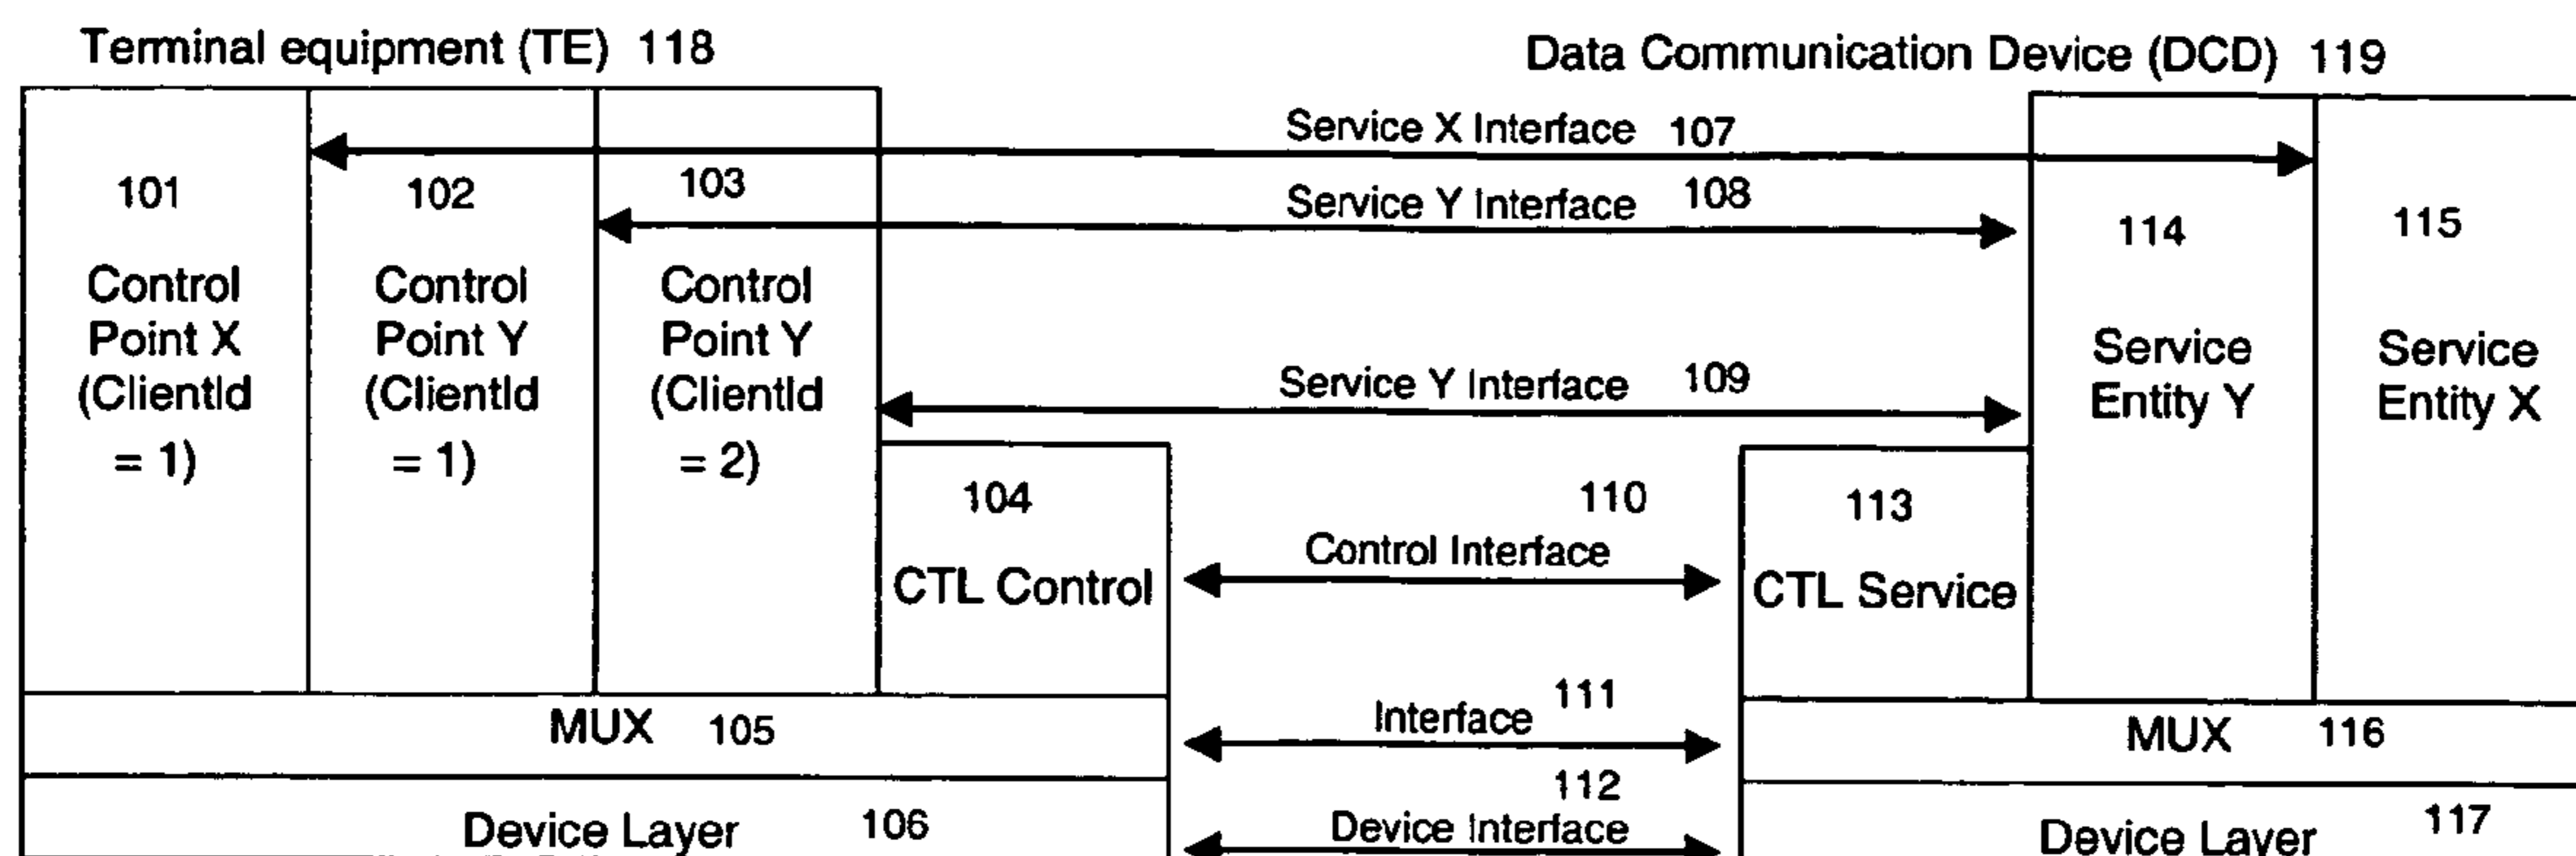 Terminal equipment (TE) 118
Data Communication Device (DCD) 119
Service X Interface 107
101
102
103
Service Y Interface 108
114
115
Control
Point X
(ClientId
= 1)
Control
Point Y
(ClientId
= 1)
Control
Point Y
(ClientId
= 2)
Service Y Interface 109
Service
Entity Y
Service
Entity X
104
CTL Control
110
Control Interface
113
CTL Service
MUX 105
111
Interface
MUX 116
Device Layer 106
112
Device Interface
Device Layer 117